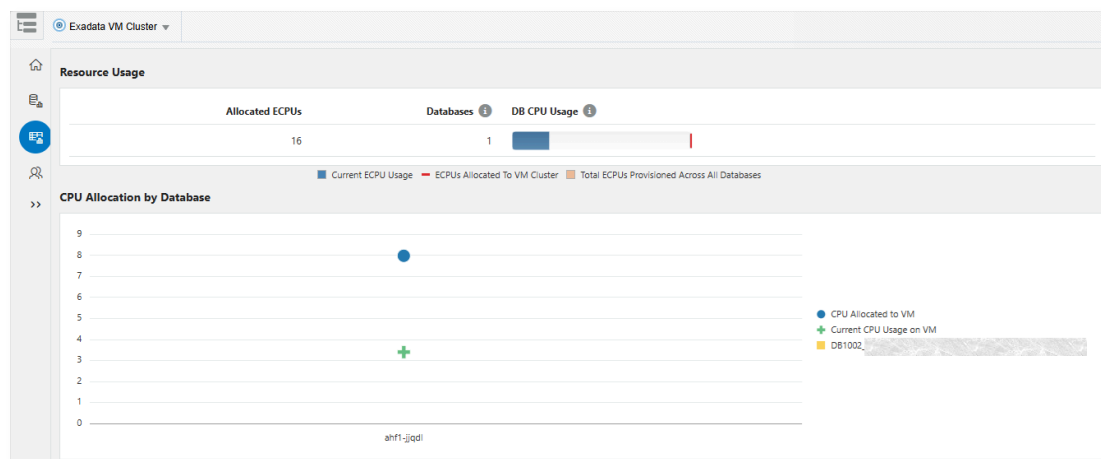 Exadata VM Cluster
Resource Usage
Allocated ECPUs Databases DB CPU Usage
16 1
Current ECPU Usage ECPUs Allocated To VM Cluster Total ECPUs Provisioned Across All Databases
CPU Allocation by Database
9
8
7
6
5
4
3
2
1
0
ahf1-jjqdl
CPU Allocated to VM
Current CPU Usage on VM
DB1002_